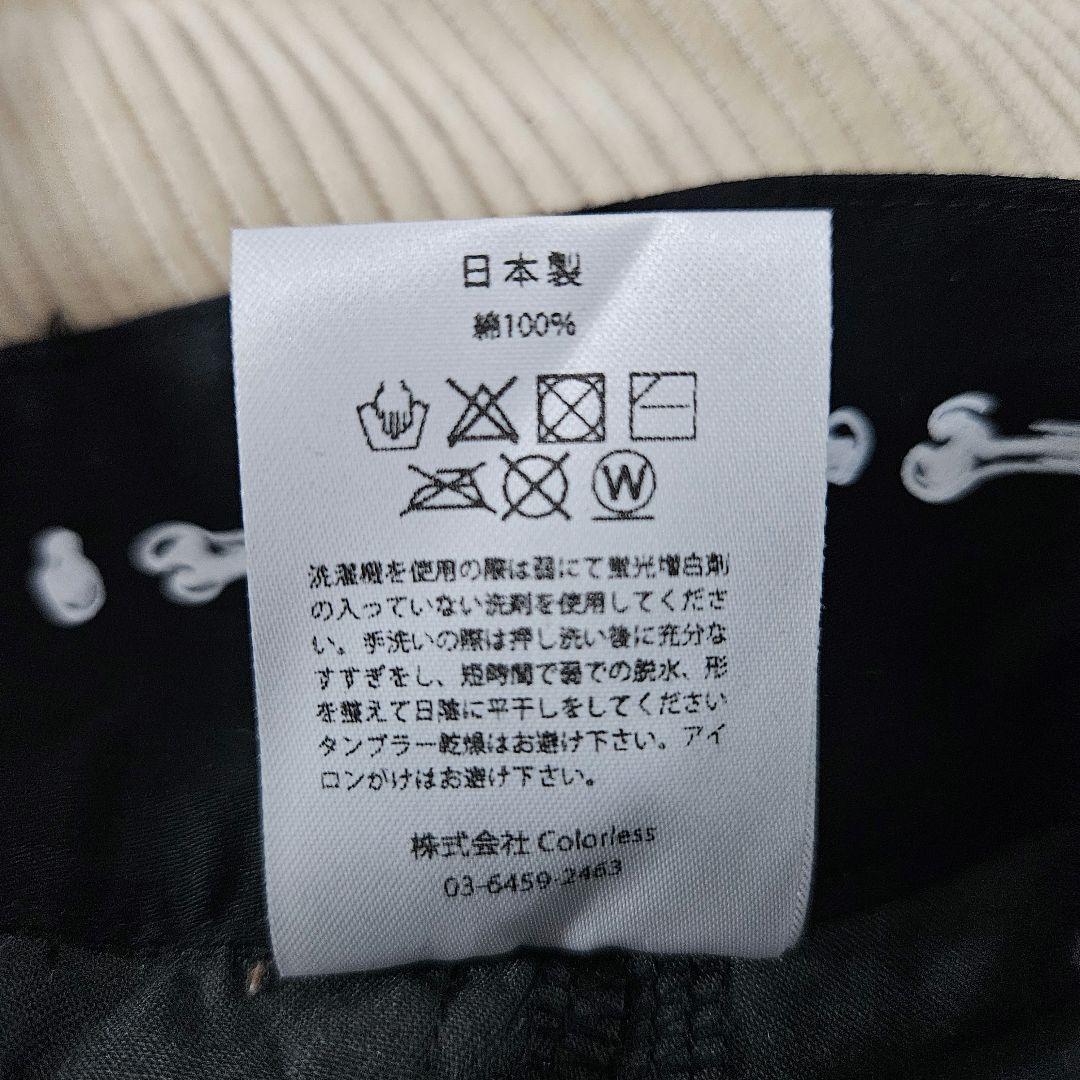 日本製
綿100%
W
洗濯機を使用の際は弱にて蛍光増白剤
の入っていない洗剤を使用してくださ
い。手洗いの際は押し洗い後に充分な
すすぎをし、短時間で弱での脱水、形
を整えて日陰に平干しをしてください
タンブラー乾燥はお避け下さい。アイ
ロンがけはお避け下さい。
株式会社 Colorless
03-6459-2463